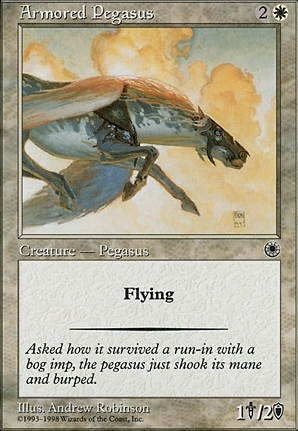 Armored Pegasus 2
Creature — Pegasus
Flying
Asked how it survived a run-in with a
bog imp, the pegasus just shook its mane
and burped.
Illus. Andrew Robinson
©1993-1998 Wizards of the Coast, Inc.
1/2